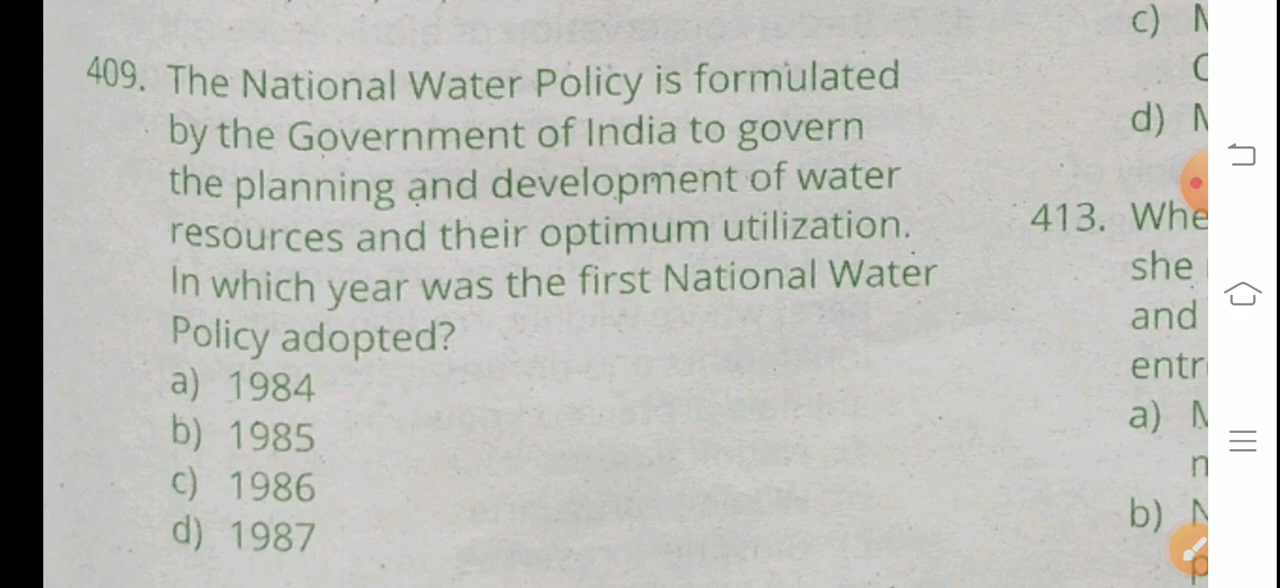 409. The National Water Policy is formulated
by the Government of India to govern
the planning and development of water
resources and their optimum utilization.
In which year was the first National Water
Policy adopted?
a) 1984
b) 1985
c) 1986
d) 1987
c)
d)
413. Whe
she
and
entr
a)
b)